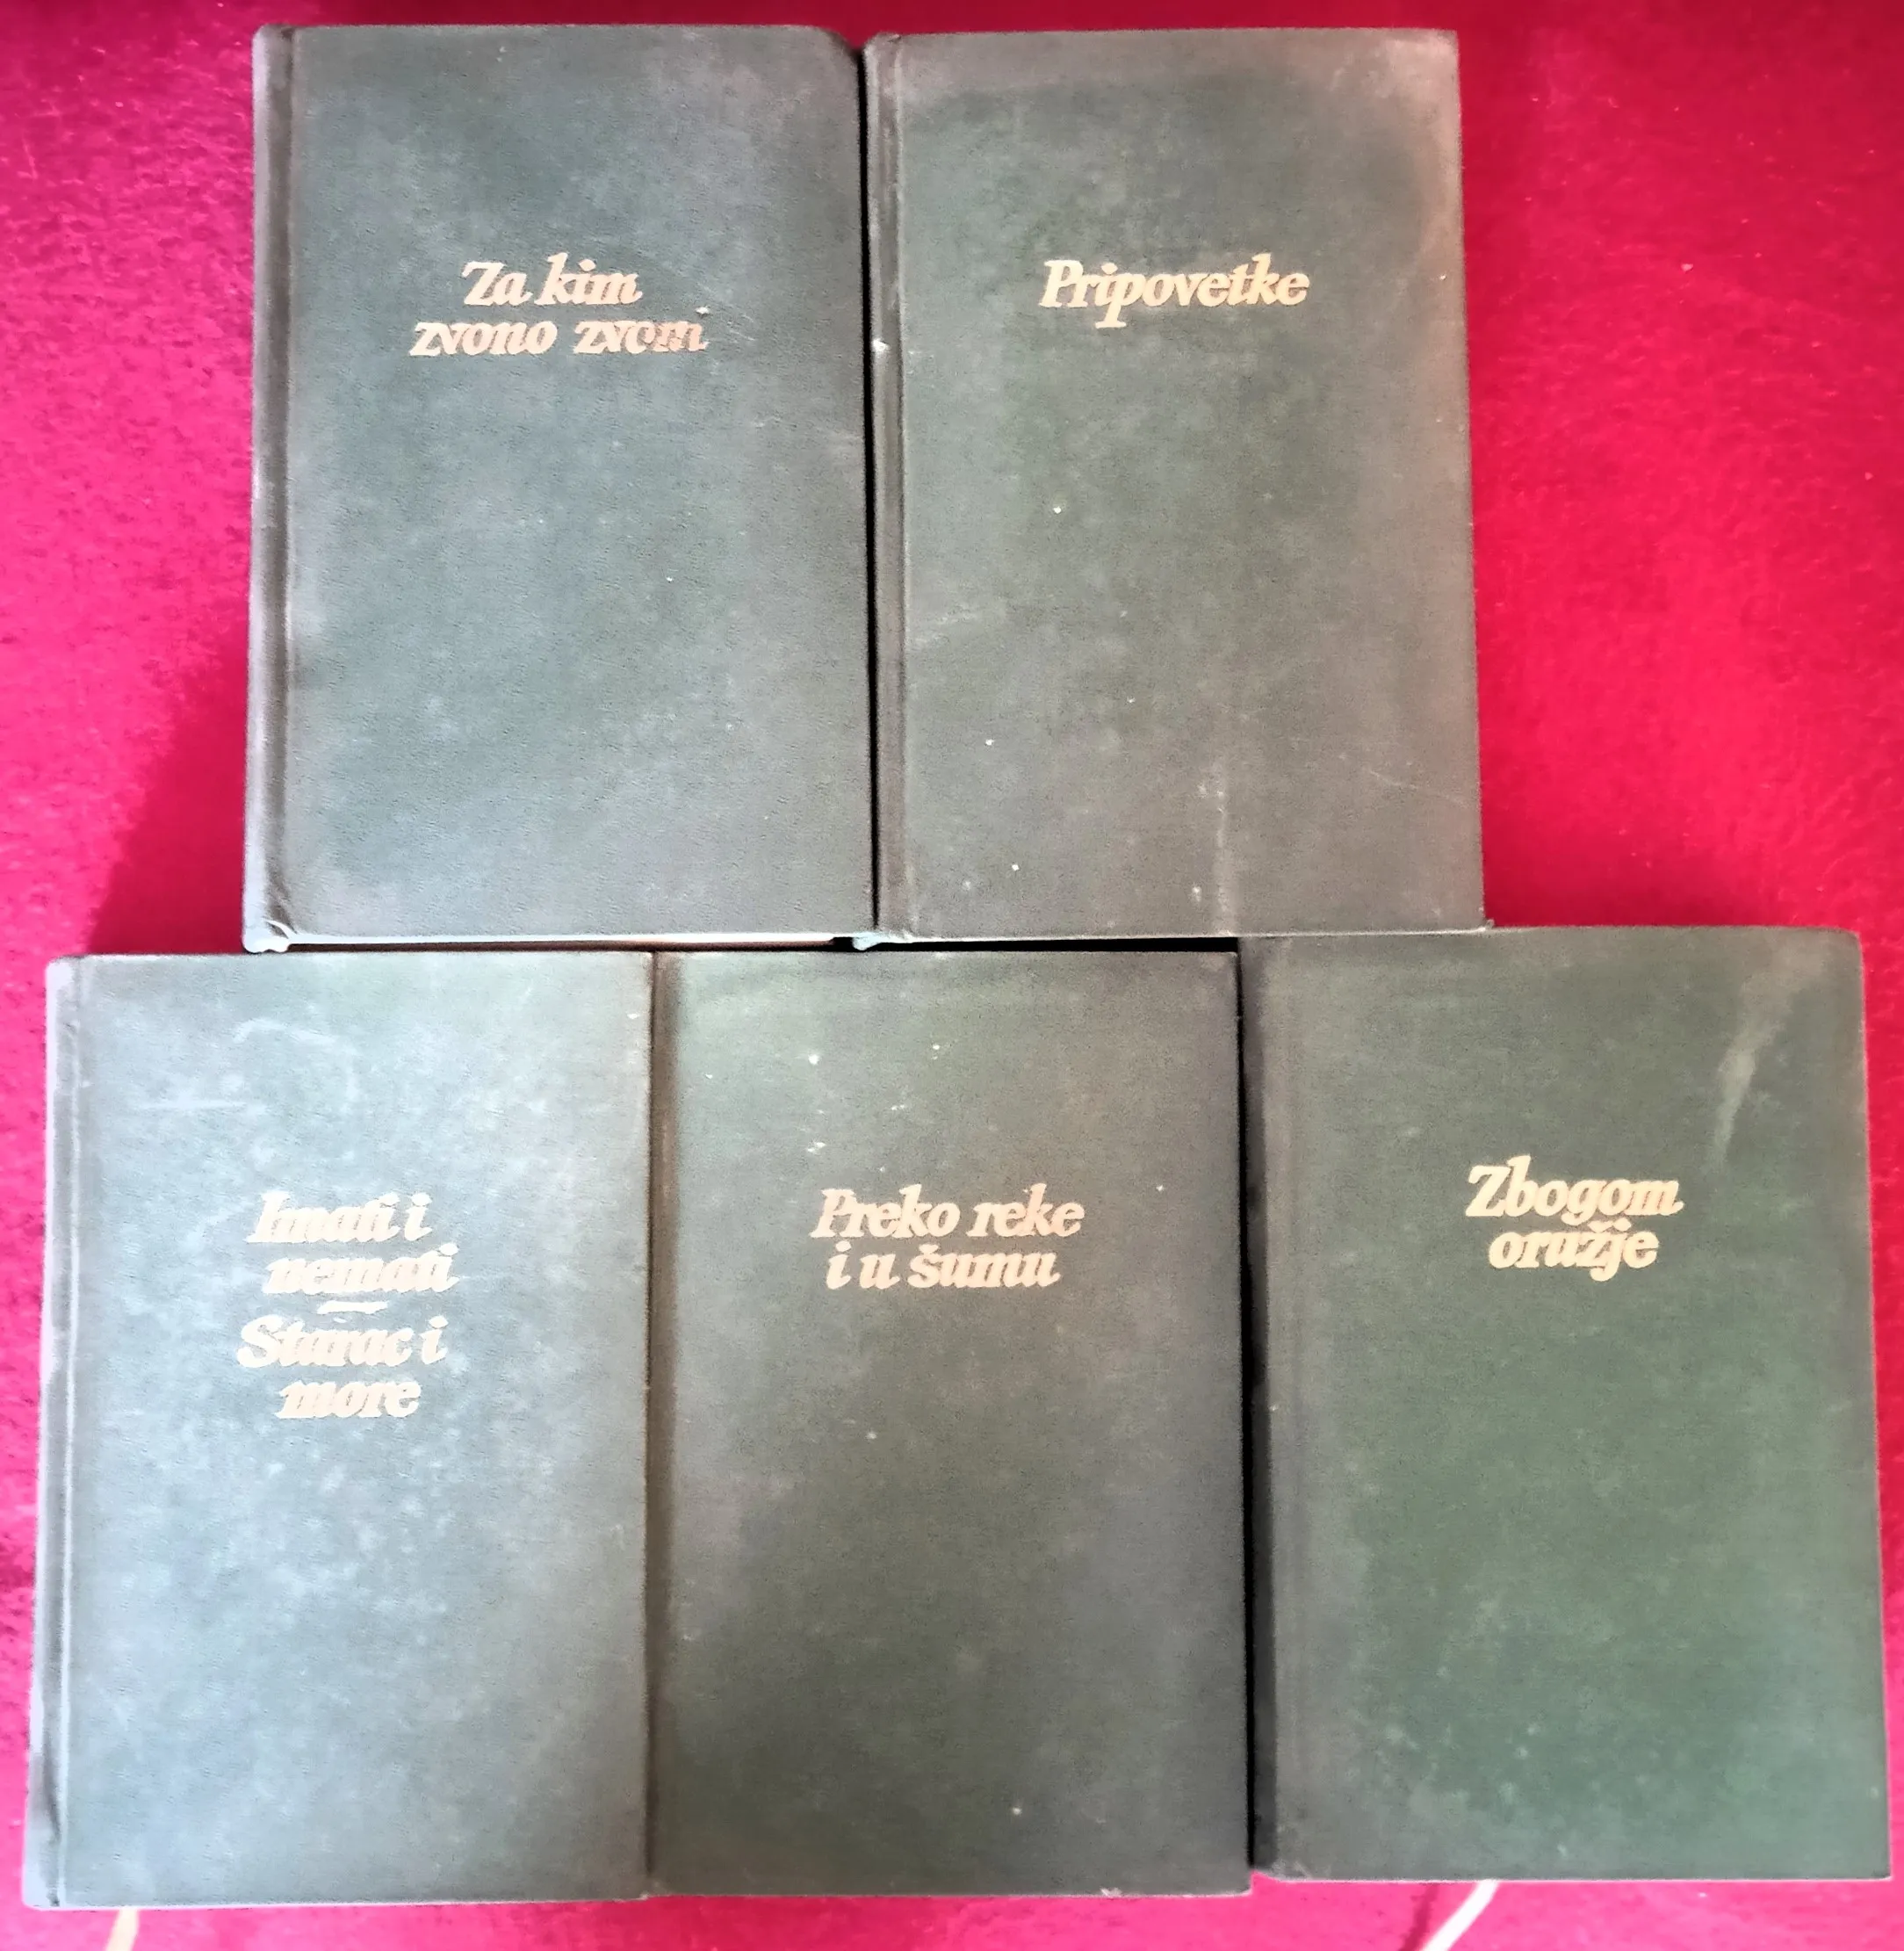 Za kim
zvono zvoni
Pripovetke
Imati i
nemati
Starac i
more
Preko reke
i u šumu
Zbogom
oružje